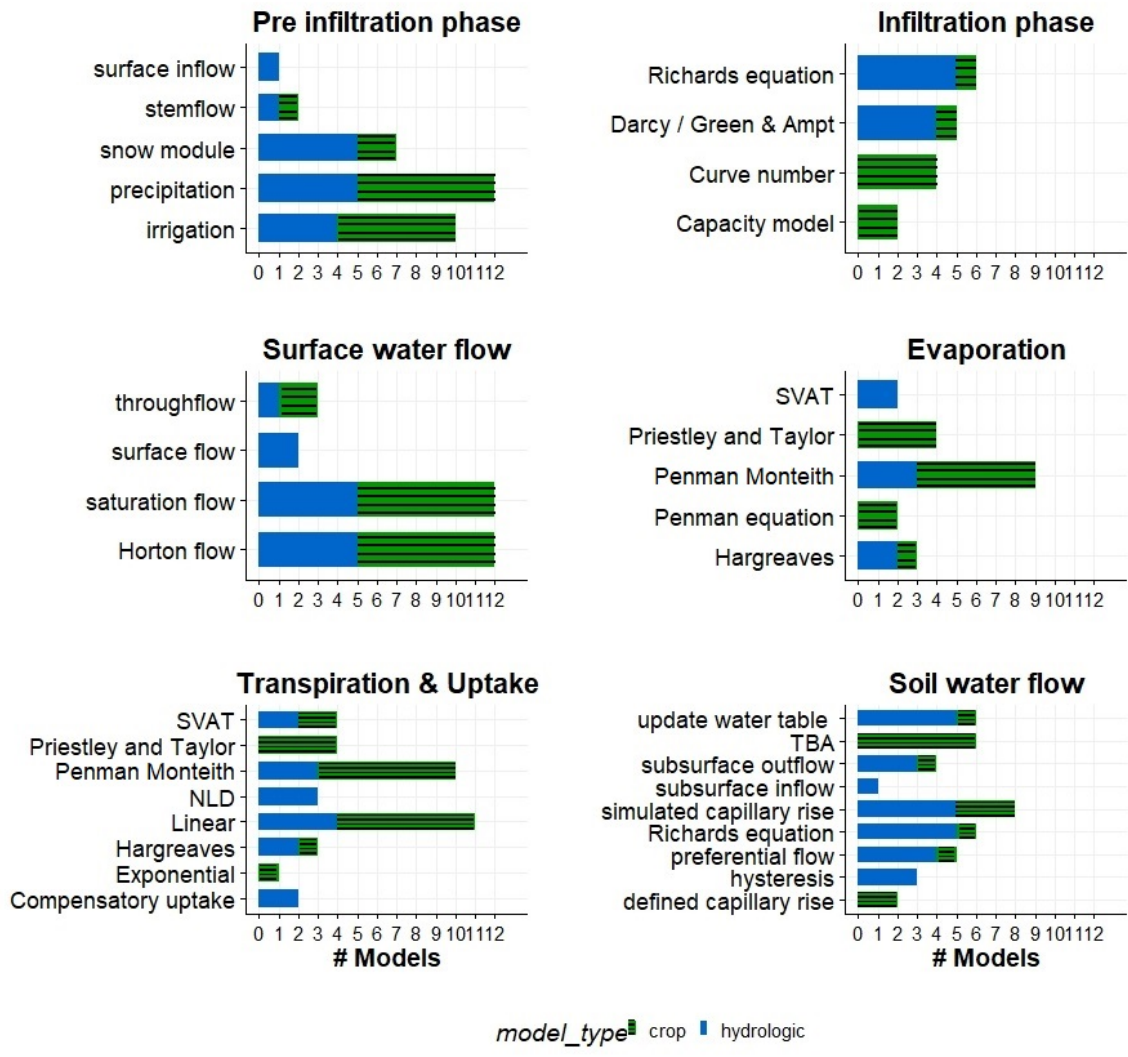 Pre infiltration phase
surface inflow
stemflow
snow module
precipitation
irrigation
0 1 2 3 4 5 6 7 8 9 10 11 12
Infiltration phase
Richards equation
Darcy / Green & Ampt
Curve number
Capacity model
0 1 2 3 4 5 6 7 8 9 10 11 12
Surface water flow
throughflow
surface flow
saturation flow
Horton flow
0 1 2 3 4 5 6 7 8 9 10 11 12
Evaporation
SVAT
Priestley and Taylor
Penman Monteith
Penman equation
Hargreaves
0 1 2 3 4 5 6 7 8 9 10 11 12
Transpiration & Uptake
SVAT
Priestley and Taylor
Penman Monteith
NLD
Linear
Hargreaves
Exponential
Compensatory uptake
0 1 2 3 4 5 6 7 8 9 10 11 12
# Models
Soil water flow
update water table
TBA
subsurface outflow
subsurface inflow
simulated capillary rise
Richards equation
preferential flow
hysteresis
defined capillary rise
0 1 2 3 4 5 6 7 8 9 10 11 12
# Models
model_type crop hydrologic